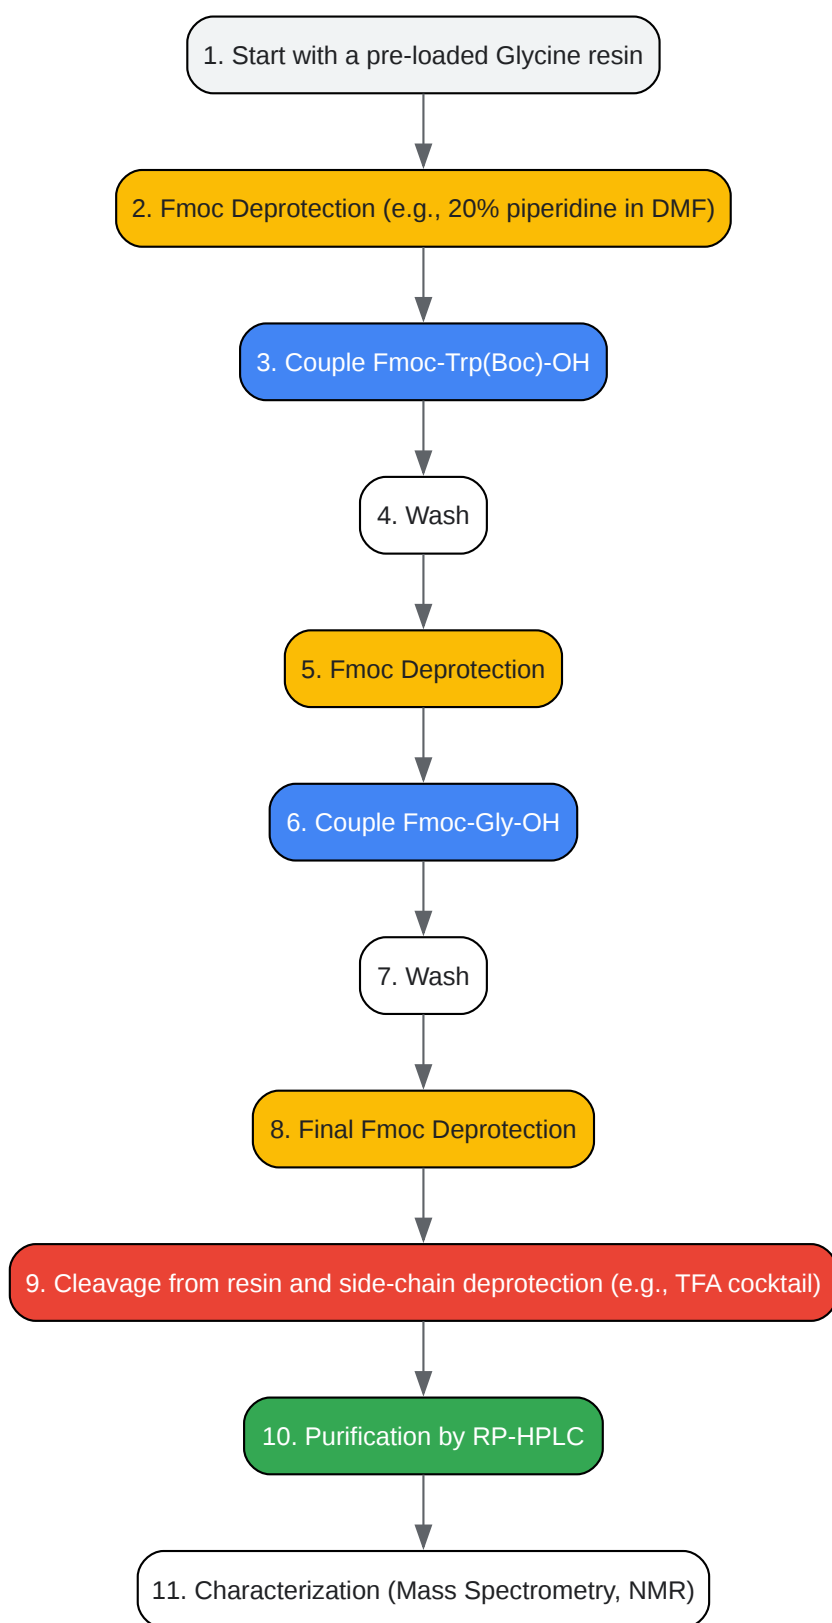 1. Start with a pre-loaded Glycine resin
2. Fmoc Deprotection (e.g., 20% piperidine in DMF)
3. Couple Fmoc-Trp(Boc)-OH
4. Wash
5. Fmoc Deprotection
6. Couple Fmoc-Gly-OH
7. Wash
8. Final Fmoc Deprotection
9. Cleavage from resin and side-chain deprotection (e.g., TFA cocktail)
10. Purification by RP-HPLC
11. Characterization (Mass Spectrometry, NMR)